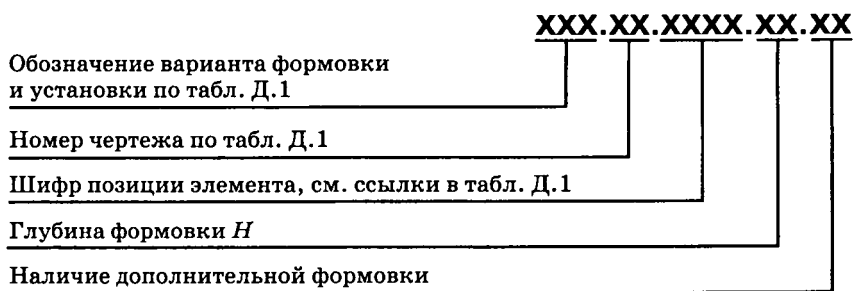 XXX.XX.XXXX.XX.XX
Обозначение варианта формовки
и установки по табл. Д.1
Номер чертежа по табл. Д.1
Шифр позиции элемента, см. ссылки в табл. Д.1
Глубина формовки H
Наличие дополнительной формовки